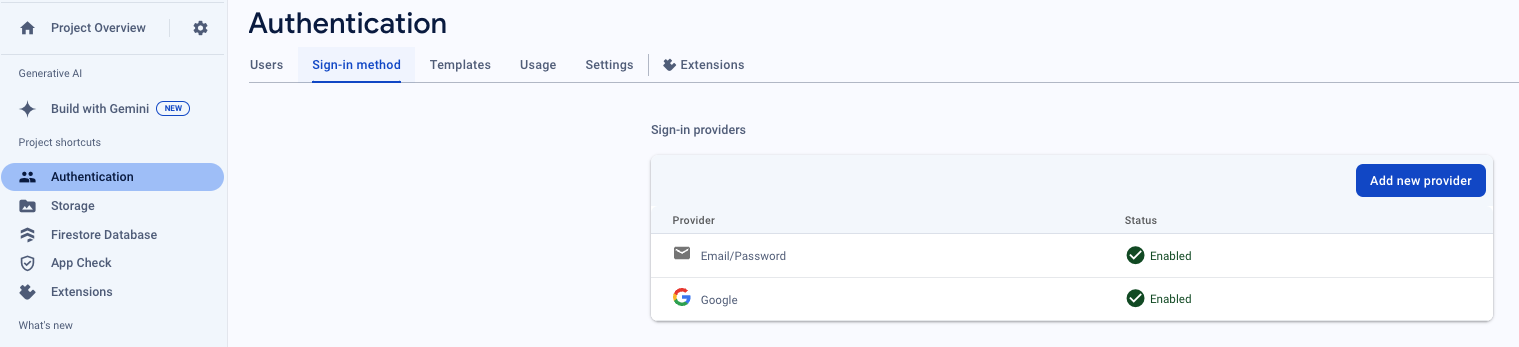 Project Overview
Generative AI
Build with Gemini NEW
Project shortcuts
Authentication
Storage
Firestore Database
App Check
Extensions
What's new
Authentication
Users Sign-in method Templates Usage Settings Extensions
Sign-in providers
Add new provider
Provider Status
Email/Password Enabled
Google Enabled